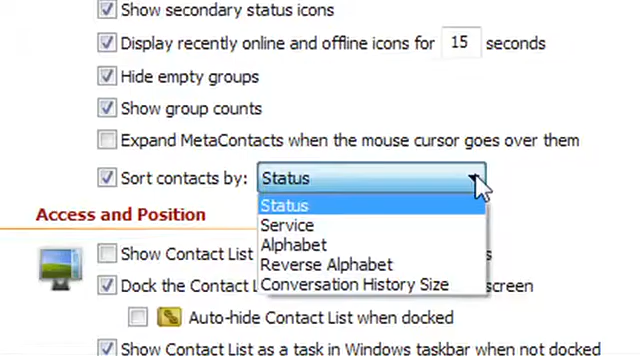 Show secondary status icons
Display recently online and offline icons for 15 seconds
Hide empty groups
Show group counts
Expand MetaContacts when the mouse cursor goes over them
Sort contacts by: Status
Status
Access and Position
Service
Alphabet
Show Contact List
Reverse Alphabet
Dock the Contact screen
Conversation History Size
Auto-hide Contact List when docked
Show Contact List as a task in Windows taskbar when not docked